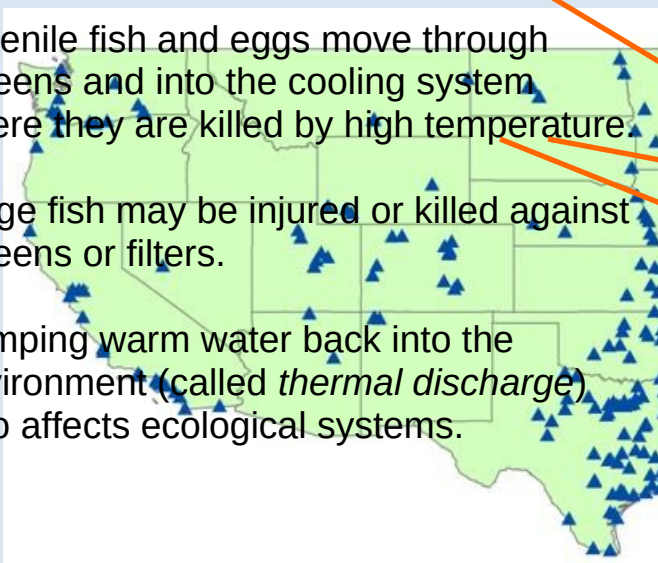 enile fish and eggs move through
eens and into the cooling system
ere they are killed by high temperature.
ge fish may be injured or killed against
eens or filters.
mping warm water back into the
vironment (called thermal discharge)
o affects ecological systems.